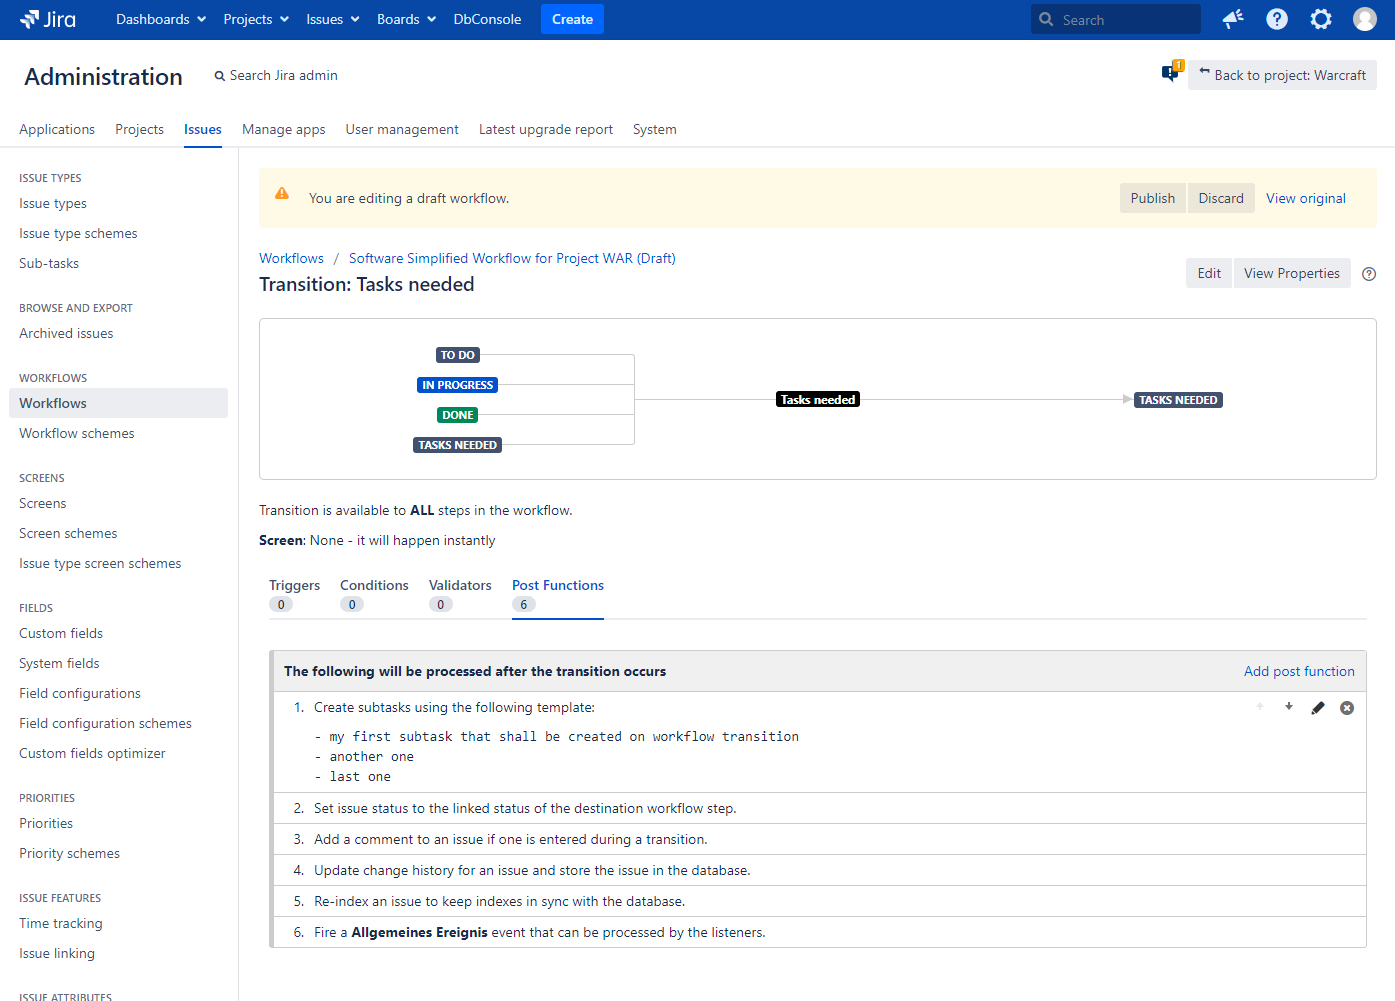 Jira Dashboards Projects Issues Boards DbConsole Create Search
Administration Search Jira admin 1 Back to project: Warcraft
Applications Projects Issues Manage apps User management Latest upgrade report System
ISSUE TYPES
Issue types
Issue type schemes
Sub-tasks
BROWSE AND EXPORT
Archived issues
WORKFLOWS
Workflows
Workflow schemes
SCREENS
Screens
Screen schemes
Issue type screen schemes
FIELDS
Custom fields
System fields
Field configurations
Field configuration schemes
Custom fields optimizer
PRIORITIES
Priorities
Priority schemes
ISSUE FEATURES
Time tracking
Issue linking
ISSUE ATTRIBUTES
You are editing a draft workflow. Publish Discard View original
Workflows / Software Simplified Workflow for Project WAR (Draft)
Transition: Tasks needed Edit View Properties
TO DO
IN PROGRESS
DONE
TASKS NEEDED
Tasks needed
TASKS NEEDED
Transition is available to ALL steps in the workflow.
Screen: None - it will happen instantly
Triggers Conditions Validators Post Functions
0 0 0 6
The following will be processed after the transition occurs Add post function
1. Create subtasks using the following template:
- my first subtask that shall be created on workflow transition
- another one
- last one
2. Set issue status to the linked status of the destination workflow step.
3. Add a comment to an issue if one is entered during a transition.
4. Update change history for an issue and store the issue in the database.
5. Re-index an issue to keep indexes in sync with the database.
6. Fire a Allgemeines Ereignis event that can be processed by the listeners.